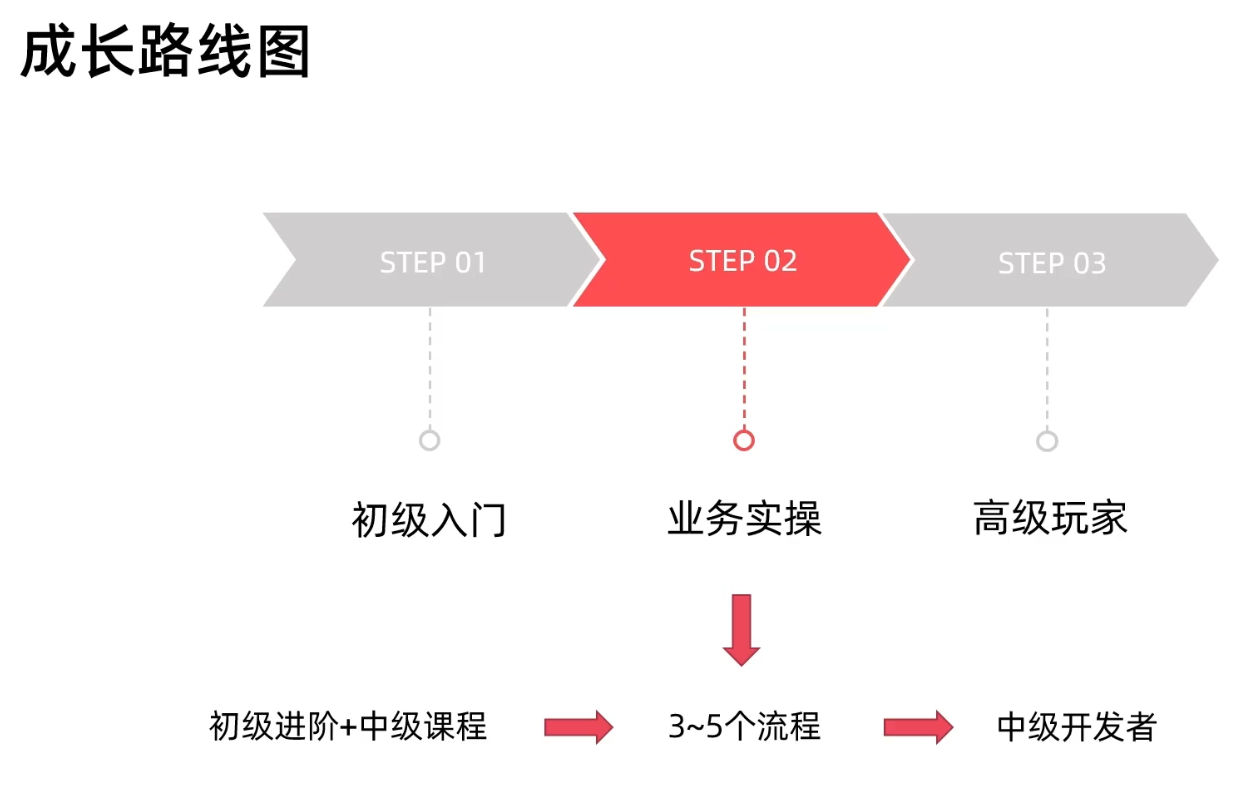 成长路线图
STEP 01
STEP 02
STEP 03
初级入门
业务实操
高级玩家
初级进阶+中级课程
3~5个流程
中级开发者